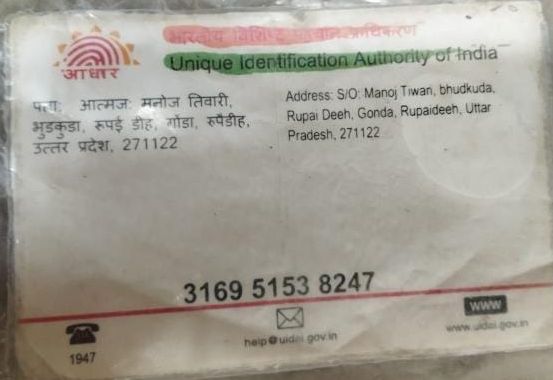 भारतीय विशिष्ट पहचान प्राधिकरण
Unique Identification Authority of India
आधार
पता: आत्मज: मनोज तिवारी,
भुडकुडा, रूपई डीह, गोंडा, रुपैडीह,
उत्तर प्रदेश, 271122
Address: S/O: Manoj Tiwari, bhudkuda,
Rupai Deeh, Gonda, Rupaideeh, Uttar
Pradesh, 271122
3169 5153 8247
1947
help@uidai.gov.in
WWW
www.uidai.gov.in